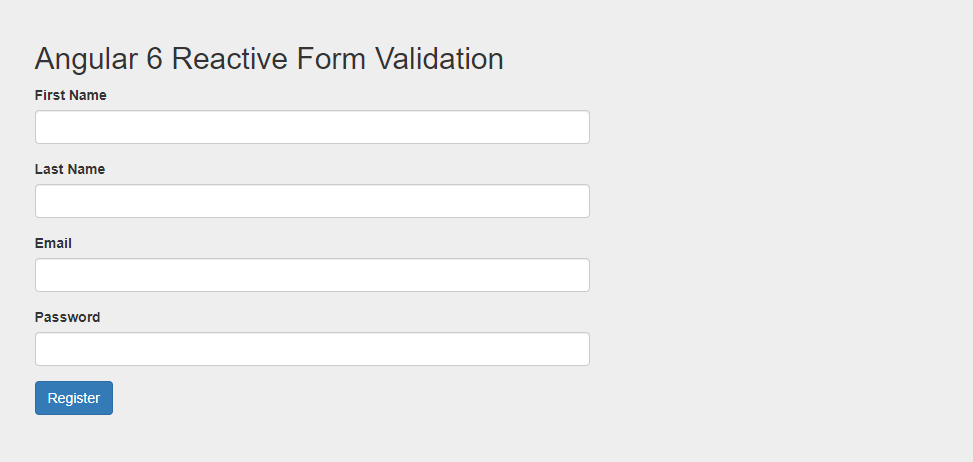 Angular 6 Reactive Form Validation
First Name
Last Name
Email
Password
Register